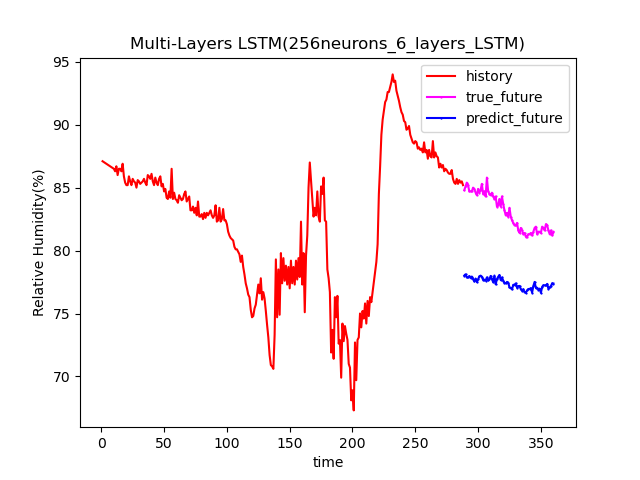 Multi-Layers LSTM(256neurons_6_layers_LSTM)
history
true_future
predict_future
Relative Humidity(%)
95
90
85
80
75
70
0 50 100 150 200 250 300 350
time